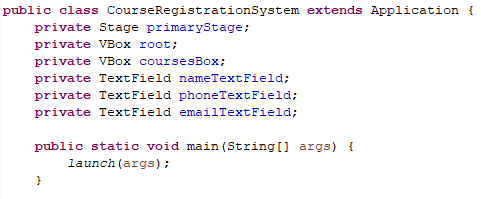 public class CourseRegistrationSystem extends Application {
    private Stage primaryStage;
    private VBox root;
    private VBox coursesBox;
    private TextField nameTextField;
    private TextField phoneTextField;
    private TextField emailTextField;

    public static void main(String[] args) {
        launch(args);
    }